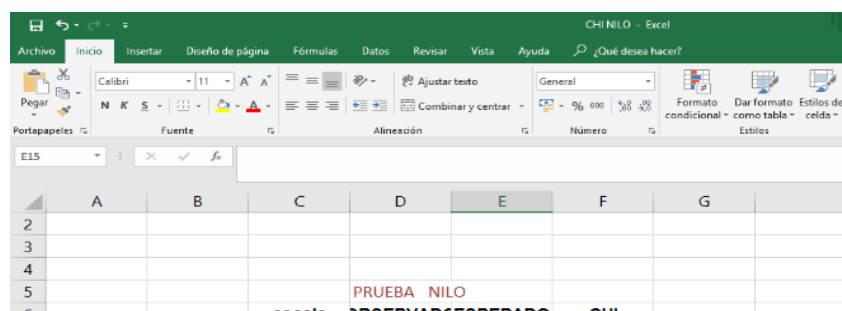 CHI NILO - Excel
Archivo Inicio Insertar Diseño de página Fórmulas Datos Revisar Vista Ayuda ¿Qué desea hacer?
Calibri 11 A A Ajustar texto General
Pegar N K S A Combinar y centrar % 000 Formato condicional Dar formato como tabla Estilos de celda
Portapapeles Fuente Alineación Número Estilos
E15 fx
A B C D E F G
2
3
4
5 PRUEBA NILO